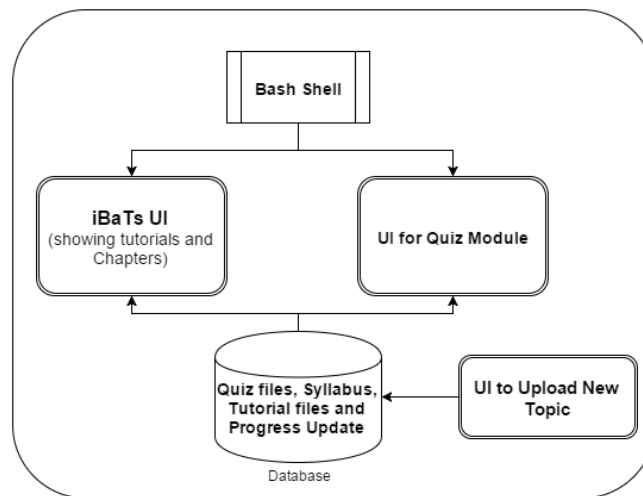 Bash Shell
iBaTs UI
(showing tutorials and
Chapters)
UI for Quiz Module
Quiz files, Syllabus,
Tutorial files and
Progress Update
UI to Upload New
Topic
Database